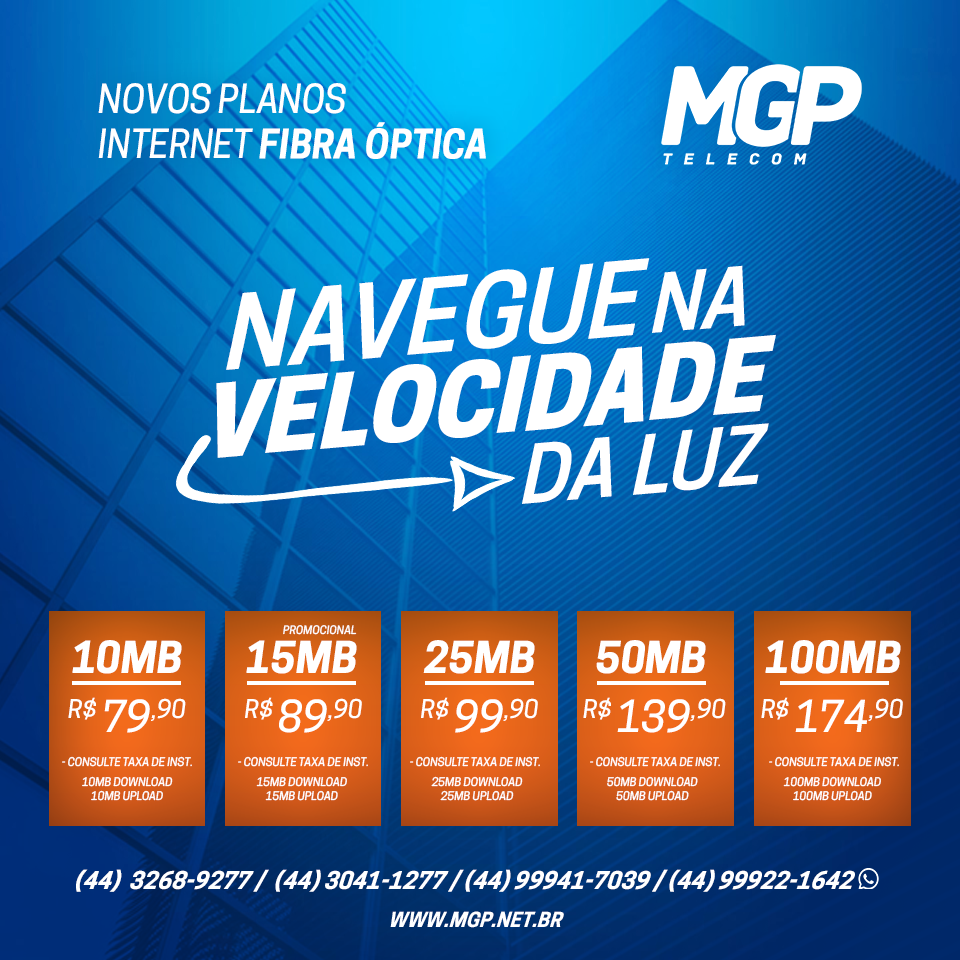 NOVOS PLANOS
INTERNET FIBRA ÓPTICA
MGP
TELECOM
NAVEGUE NA
VELOCIDADE
DA LUZ
10MB
R$ 79,90
- CONSULTE TAXA DE INST.
10MB DOWNLOAD
10MB UPLOAD
PROMOCIONAL
15MB
R$ 89,90
- CONSULTE TAXA DE INST.
15MB DOWNLOAD
15MB UPLOAD
25MB
R$ 99,90
- CONSULTE TAXA DE INST.
25MB DOWNLOAD
25MB UPLOAD
50MB
R$ 139,90
- CONSULTE TAXA DE INST.
50MB DOWNLOAD
50MB UPLOAD
100MB
R$ 174,90
- CONSULTE TAXA DE INST.
100MB DOWNLOAD
100MB UPLOAD
(44) 3268-9277 / (44) 3041-1277 / (44) 99941-7039 / (44) 99922-1642
WWW.MGP.NET.BR